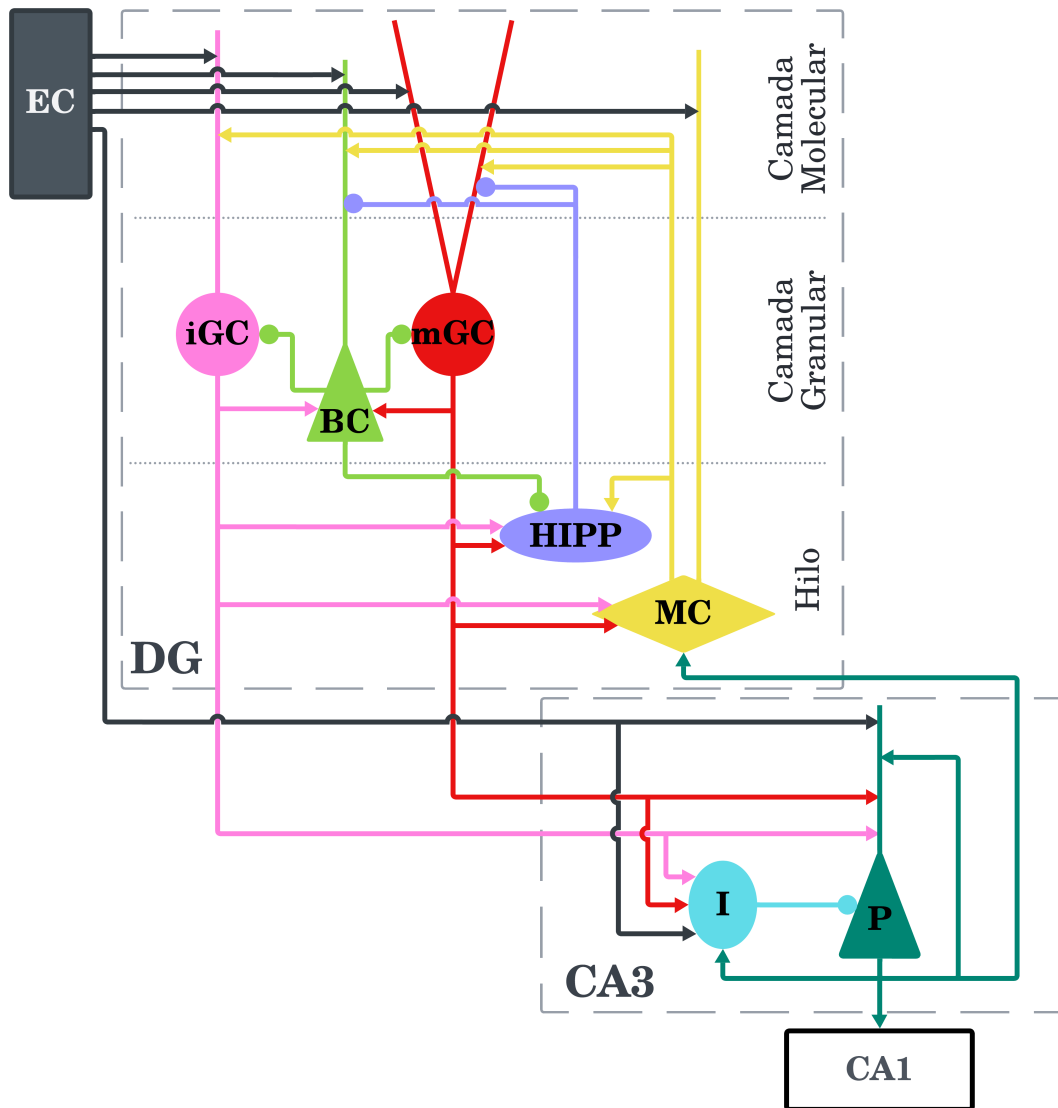 EC
Camada
Molecular
iGC
mGC
BC
Camada
Granular
HIPP
MC
Hilo
DG
I
P
CA3
CA1